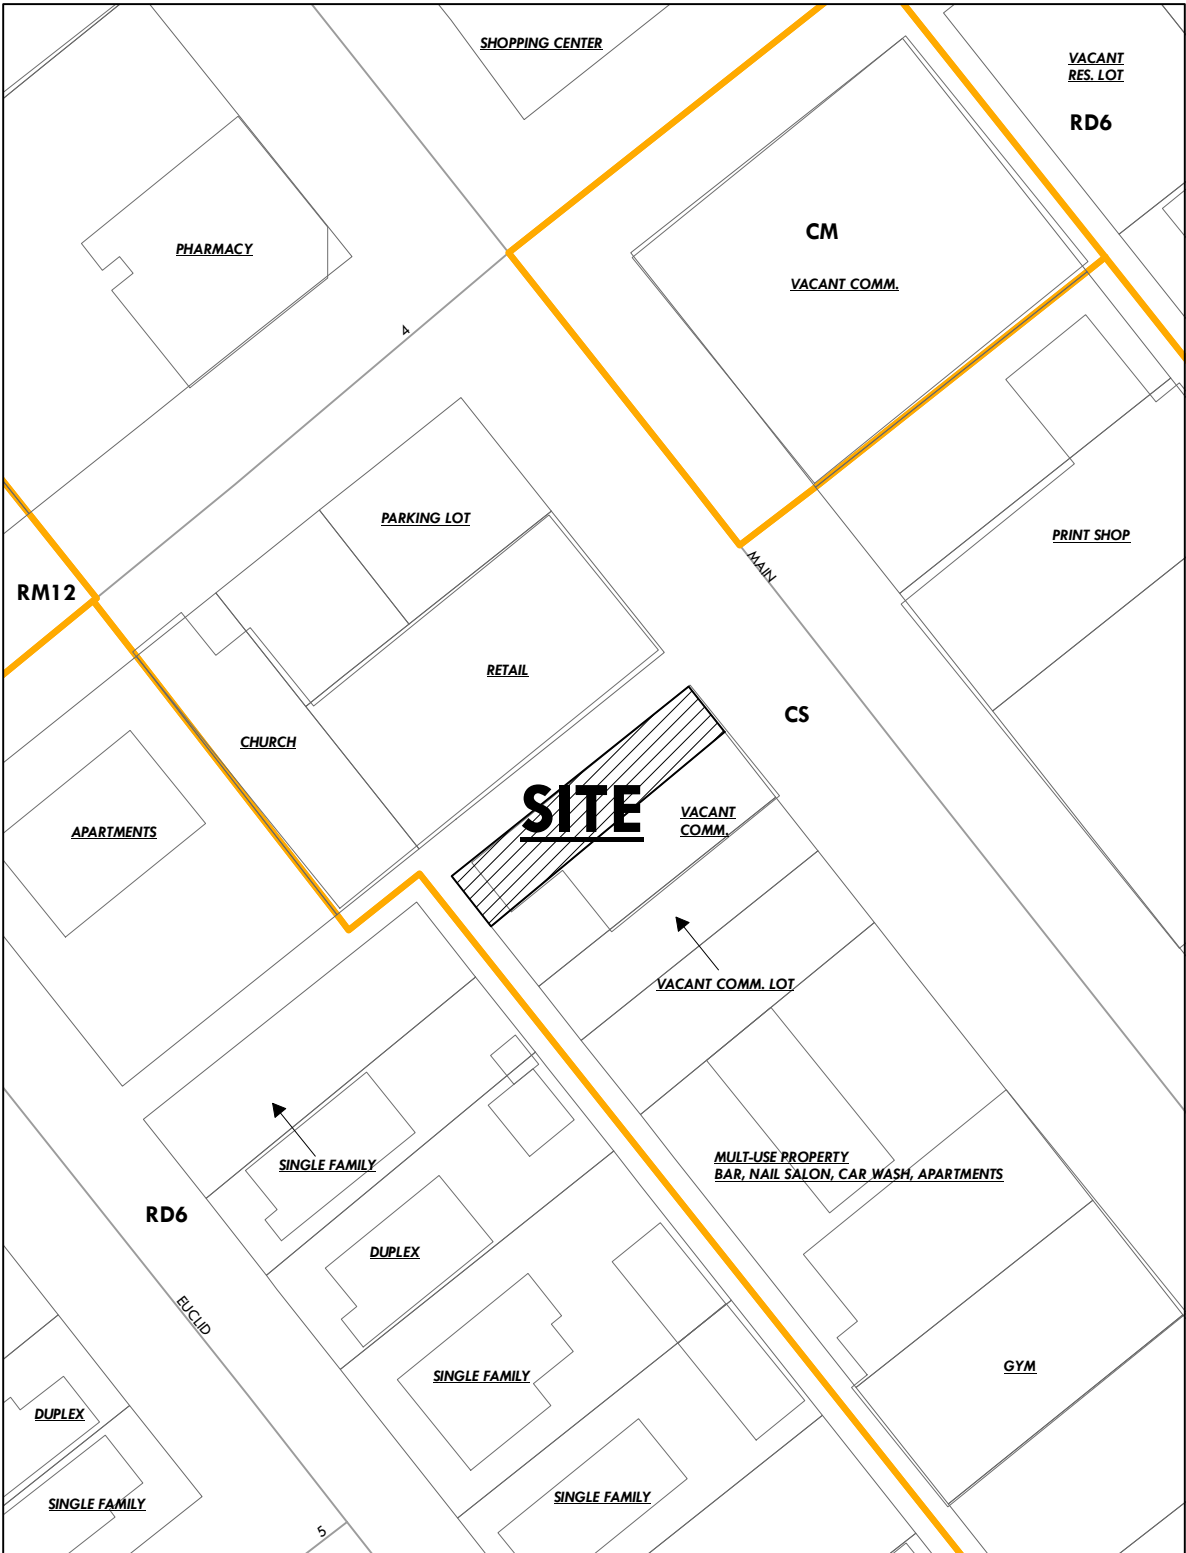 SHOPPING CENTER
VACANT
RES. LOT
RD6
PHARMACY
CM
VACANT COMM.
4
PARKING LOT
PRINT SHOP
MAIN
RM12
RETAIL
CS
CHURCH
SITE
VACANT
COMM.
APARTMENTS
VACANT COMM. LOT
MULT-USE PROPERTY
BAR, NAIL SALON, CAR WASH, APARTMENTS
SINGLE FAMILY
RD6
DUPLEX
EUCLID
SINGLE FAMILY
GYM
DUPLEX
SINGLE FAMILY
SINGLE FAMILY
5